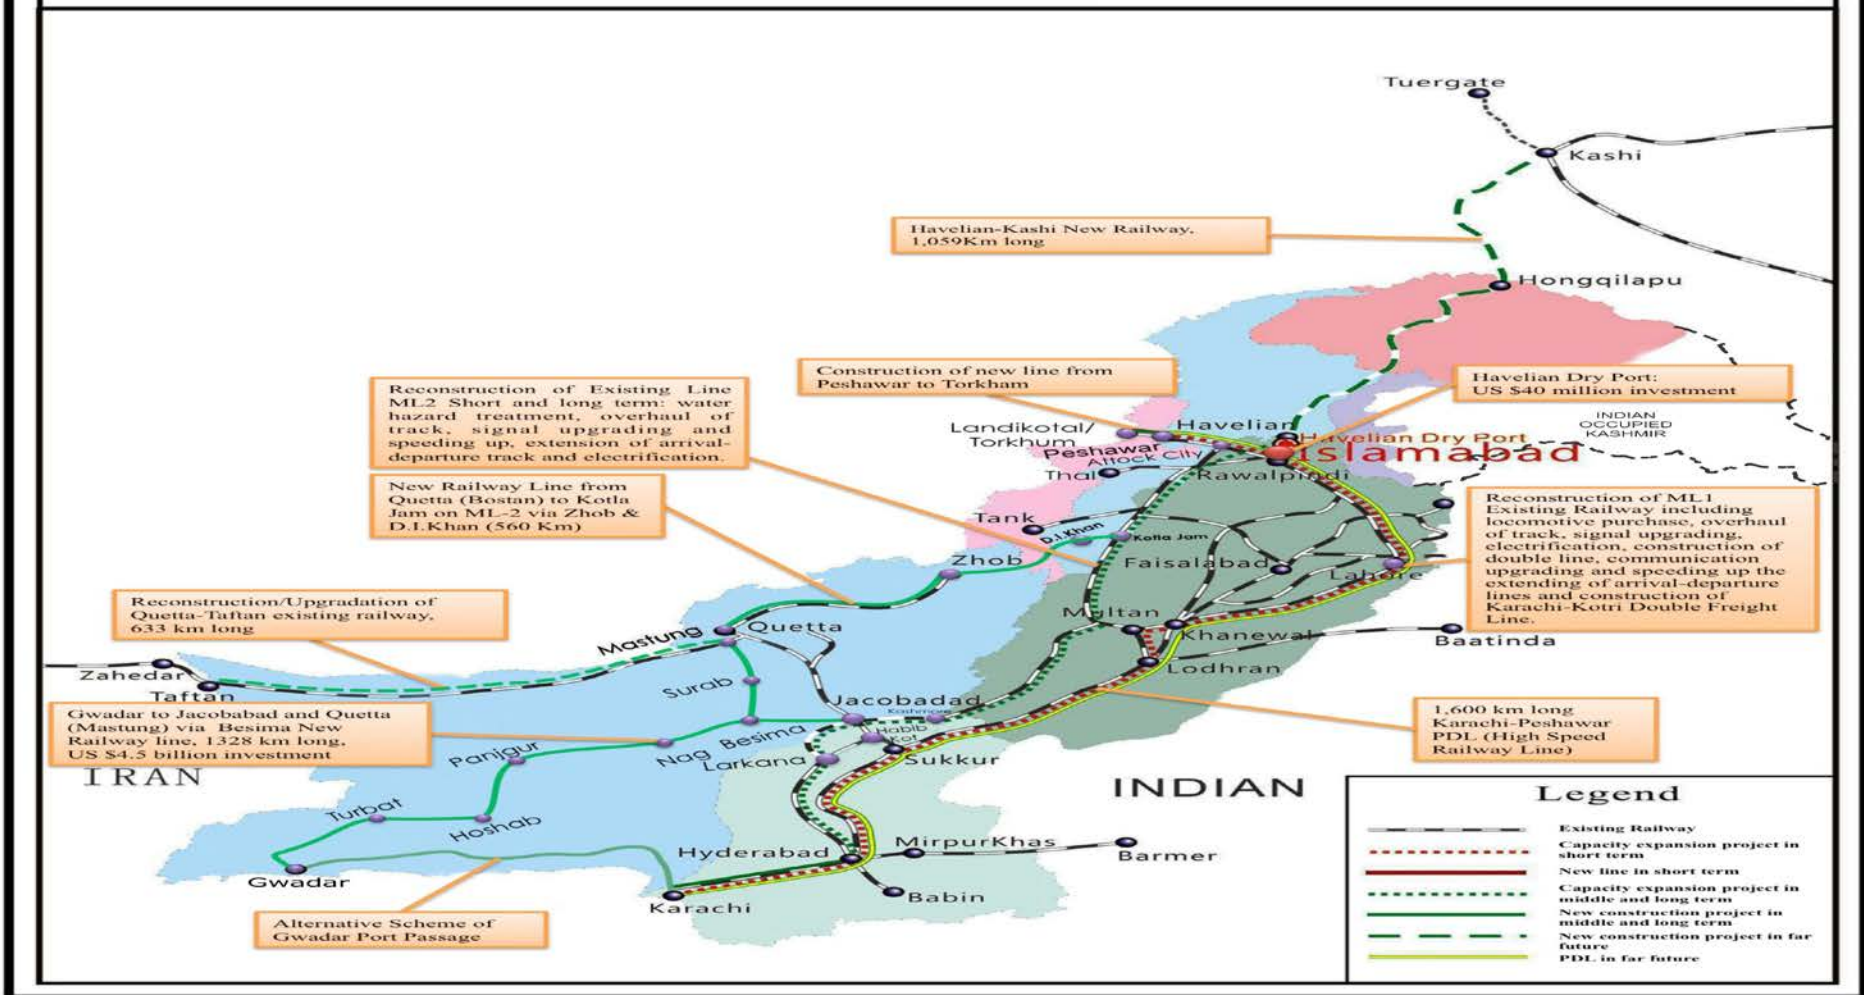 Tuergate
Kashi
Havelian-Kashi New Railway,
1,059Km long
Hongqilapu
Construction of new line from
Peshawar to Torkham
Havelian Dry Port:
US $40 million investment
Reconstruction of Existing Line
ML2 Short and long term: water
hazard treatment, overhaul of
track, signal upgrading and
speeding up, extension of arrival-
departure track and electrification.
INDIAN
OCCUPIED
KASHMIR
Landikotal/
Torkhum
Havelian
Havelian Dry Port
Peshawar
Attock City
islamabad
Thal
Rawalpindi
New Railway Line from
Quetta (Bostan) to Kotla
Jam on ML-2 via Zhob &
D.I.Khan (560 Km)
Reconstruction of ML1
Existing Railway including
locomotive purchase, overhaul
of track, signal upgrading,
electrification, construction of
double line, communication
upgrading and speeding up the
extending of arrival-departure
lines and construction of
Karachi-Kotri Double Freight
Line.
Tank
D.I.Khan
Kotla Jam
Zhob
Faisalabad
Lahore
Reconstruction/Upgradation of
Quetta-Taftan existing railway,
633 km long
Multan
Mastung
Quetta
Khanewal
Baatinda
Zahedar
Taftan
Lodhran
Surab
Jacobadad
Kashmore
Gwadar to Jacobabad and Quetta
(Mastung) via Besima New
Railway line, 1328 km long,
US $4.5 billion investment
1,600 km long
Karachi-Peshawar
PDL (High Speed
Railway Line)
Besima
Habib
Kot
Nag
Panjgur
Larkana
Sukkur
IRAN
INDIAN
Turbat
Hoshab
Hyderabad
MirpurKhas
Barmer
Gwadar
Babin
Karachi
Alternative Scheme of
Gwadar Port Passage
Legend
Existing Railway
Capacity expansion project in
short term
New line in short term
Capacity expansion project in
middle and long term
New construction project in
middle and long term
New construction project in far
future
PDL in far future